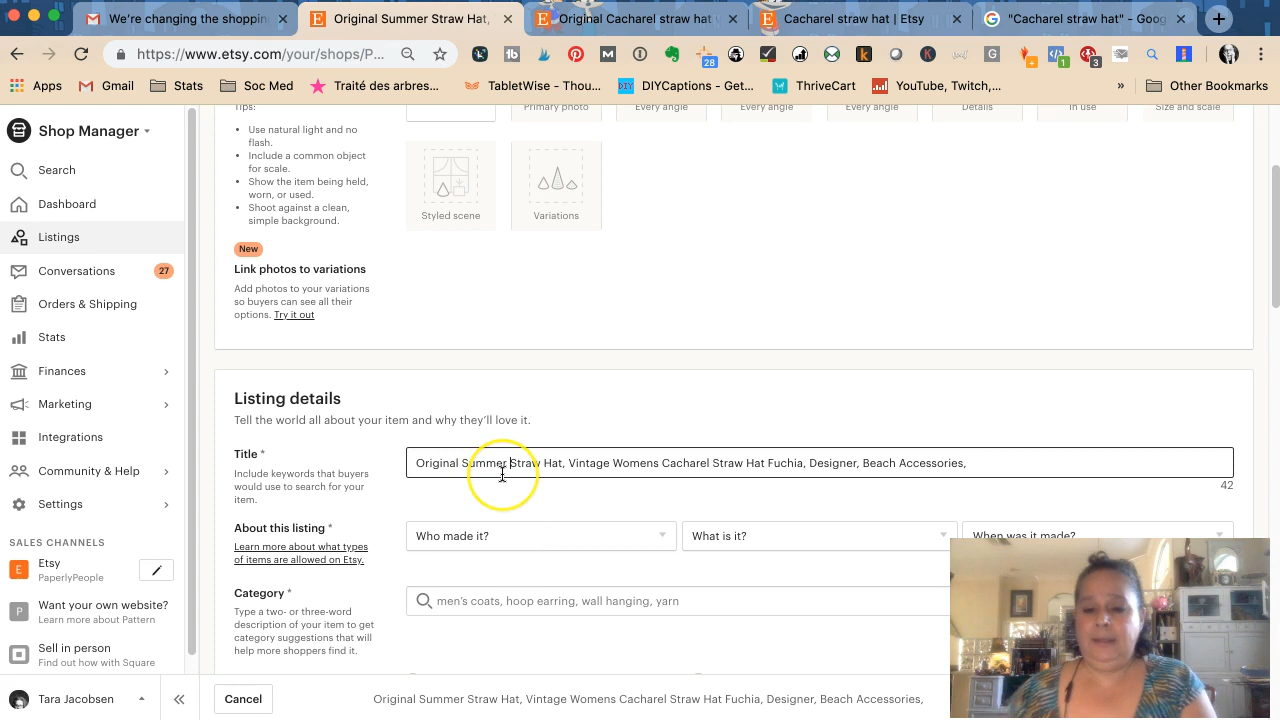 We're changing the shoppin
Original Summer Straw Hat,
Original Cacharel straw hat
Cacharel straw hat | Etsy
"Cacharel straw hat" - Goog
https://www.etsy.com/your/shops/P...
28
1
3
Apps
Gmail
Stats
Soc Med
Traité des arbres...
TabletWise - Thou...
DIYCaptions - Get...
ThriveCart
YouTube, Twitch,...
»
Other Bookmarks
Shop Manager
Search
Dashboard
Listings
Conversations
27
Orders & Shipping
Stats
Finances
Marketing
Integrations
Community & Help
Settings
SALES CHANNELS
Etsy
PaperlyPeople
Want your own website?
Learn more about Pattern
Sell in person
Find out how with Square
Tara Jacobsen
Tips:
• Use natural light and no
flash.
• Include a common object
for scale.
• Show the item being held,
worn, or used.
• Shoot against a clean,
simple background.
New
Link photos to variations
Add photos to your variations
so buyers can see all their
options. Try it out
Primary photo
Every angle
Every angle
Every angle
Details
In use
Size and scale
Styled scene
Variations
Listing details
Tell the world all about your item and why they'll love it.
Title *
Include keywords that buyers
would use to search for your
item.
Original Summer Straw Hat, Vintage Womens Cacharel Straw Hat Fuchia, Designer, Beach Accessories,
42
About this listing *
Learn more about what types
of items are allowed on Etsy.
Who made it?
What is it?
When was it made?
Category *
Type a two- or three-word
description of your item to get
category suggestions that will
help more shoppers find it.
men's coats, hoop earring, wall hanging, yarn
Cancel
Original Summer Straw Hat, Vintage Womens Cacharel Straw Hat Fuchia, Designer, Beach Accessories,